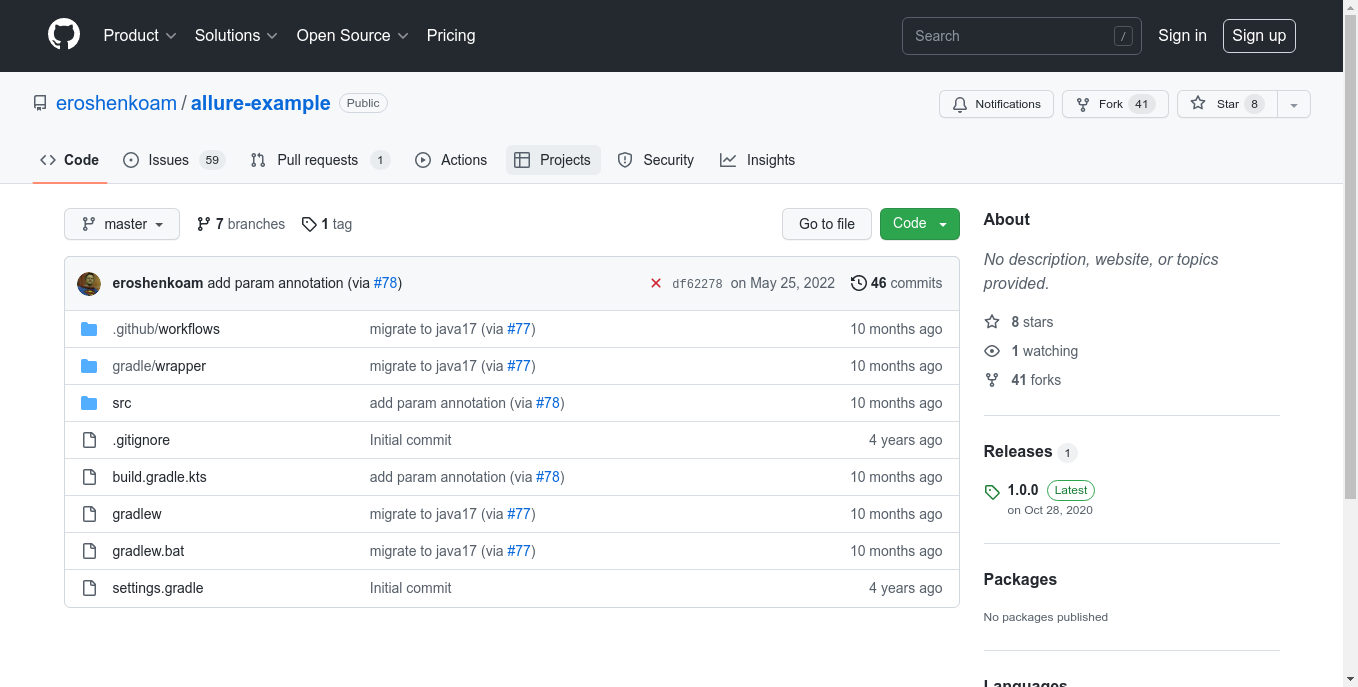 Product Solutions Open Source Pricing Search / Sign in Sign up
eroshenkoam / allure-example Public Notifications Fork 41 Star 8
Code Issues 59 Pull requests 1 Actions Projects Security Insights
master 7 branches 1 tag Go to file Code
eroshenkoam add param annotation (via #78) df62278 on May 25, 2022 46 commits
.github/workflows migrate to java17 (via #77) 10 months ago
gradle/wrapper migrate to java17 (via #77) 10 months ago
src add param annotation (via #78) 10 months ago
.gitignore Initial commit 4 years ago
build.gradle.kts add param annotation (via #78) 10 months ago
gradlew migrate to java17 (via #77) 10 months ago
gradlew.bat migrate to java17 (via #77) 10 months ago
settings.gradle Initial commit 4 years ago
About
No description, website, or topics
provided.
8 stars
1 watching
41 forks
Releases 1
1.0.0 Latest
on Oct 28, 2020
Packages
No packages published
Languages